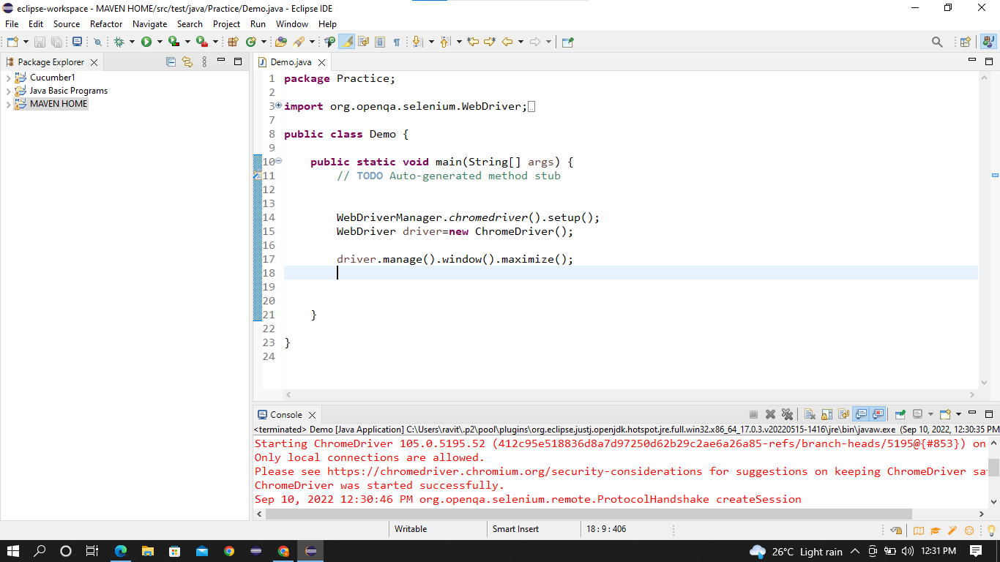 eclipse-workspace - MAVEN HOME/src/test/java/Practice/Demo.java - Eclipse IDE
File Edit Source Refactor Navigate Search Project Run Window Help
Package Explorer
Cucumber1
Java Basic Programs
MAVEN HOME
Demo.java
1 package Practice;
2
3 import org.openqa.selenium.WebDriver;
7
8 public class Demo {
9
10 public static void main(String[] args) {
11 // TODO Auto-generated method stub
12
13
14 WebDriverManager.chromedriver().setup();
15 WebDriver driver=new ChromeDriver();
16
17 driver.manage().window().maximize();
18
19
20
21 }
22
23 }
24
Console
<terminated> Demo [Java Application] C:\Users\ravit\.p2\pool\plugins\org.eclipse.justj.openjdk.hotspot.jre.full.win32.x86_64_17.0.3.v20220515-1416\jre\bin\javaw.exe (Sep 10, 2022, 12:30:35 PM
Starting ChromeDriver 105.0.5195.52 (412c95e518836d8a7d97250d62b29c2ae6a26a85-refs/branch-heads/5195@{#853}) on
Only local connections are allowed.
Please see https://chromedriver.chromium.org/security-considerations for suggestions on keeping ChromeDriver sa
ChromeDriver was started successfully.
Sep 10, 2022 12:30:46 PM org.openqa.selenium.remote.ProtocolHandshake createSession
Writable Smart Insert 18 : 9 : 406
26°C Light rain 12:31 PM